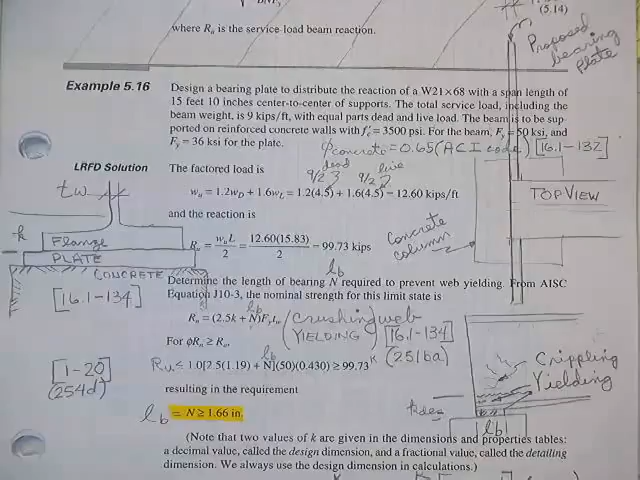 (5.14)
where Ru is the service-load beam reaction.
Proposed
bearing
plate
Example 5.16
Design a bearing plate to distribute the reaction of a W21×68 with a span length of
15 feet 10 inches center-to-center of supports. The total service load, including the
beam weight, is 9 kips/ft, with equal parts dead and live load. The beam is to be sup-
ported on reinforced concrete walls with f'c = 3500 psi. For the beam, Fy = 50 ksi, and
Fy = 36 ksi for the plate.
φconcrete = 0.65 (ACI code) [16.1-132]
LRFD Solution
The factored load is
dead live
9/2 9/2
wu = 1.2wD + 1.6wL = 1.2(4.5) + 1.6(4.5) = 12.60 kips/ft
tw
TOP VIEW
and the reaction is
k
Flange
PLATE
CONCRETE
Ru = wuL/2 = 12.60(15.83)/2 = 99.73 kips
Concrete
column
lb
Determine the length of bearing N required to prevent web yielding. From AISC
Equation J10-3, the nominal strength for this limit state is
[16.1-134]
lb
Rn = (2.5k + N)Fytw
(crushing web
YIELDING)
[16.1-134]
(251ba)
For φRn ≥ Ru,
lb
Ru ≤ 1.0[2.5(1.19) + N](50)(0.430) ≥ 99.73 k
[1-20]
(254d)
Crippling
Yielding
resulting in the requirement
kdes
lb = N ≥ 1.66 in.
lb
(Note that two values of k are given in the dimensions and properties tables:
a decimal value, called the design dimension, and a fractional value, called the detailing
dimension. We always use the design dimension in calculations.)